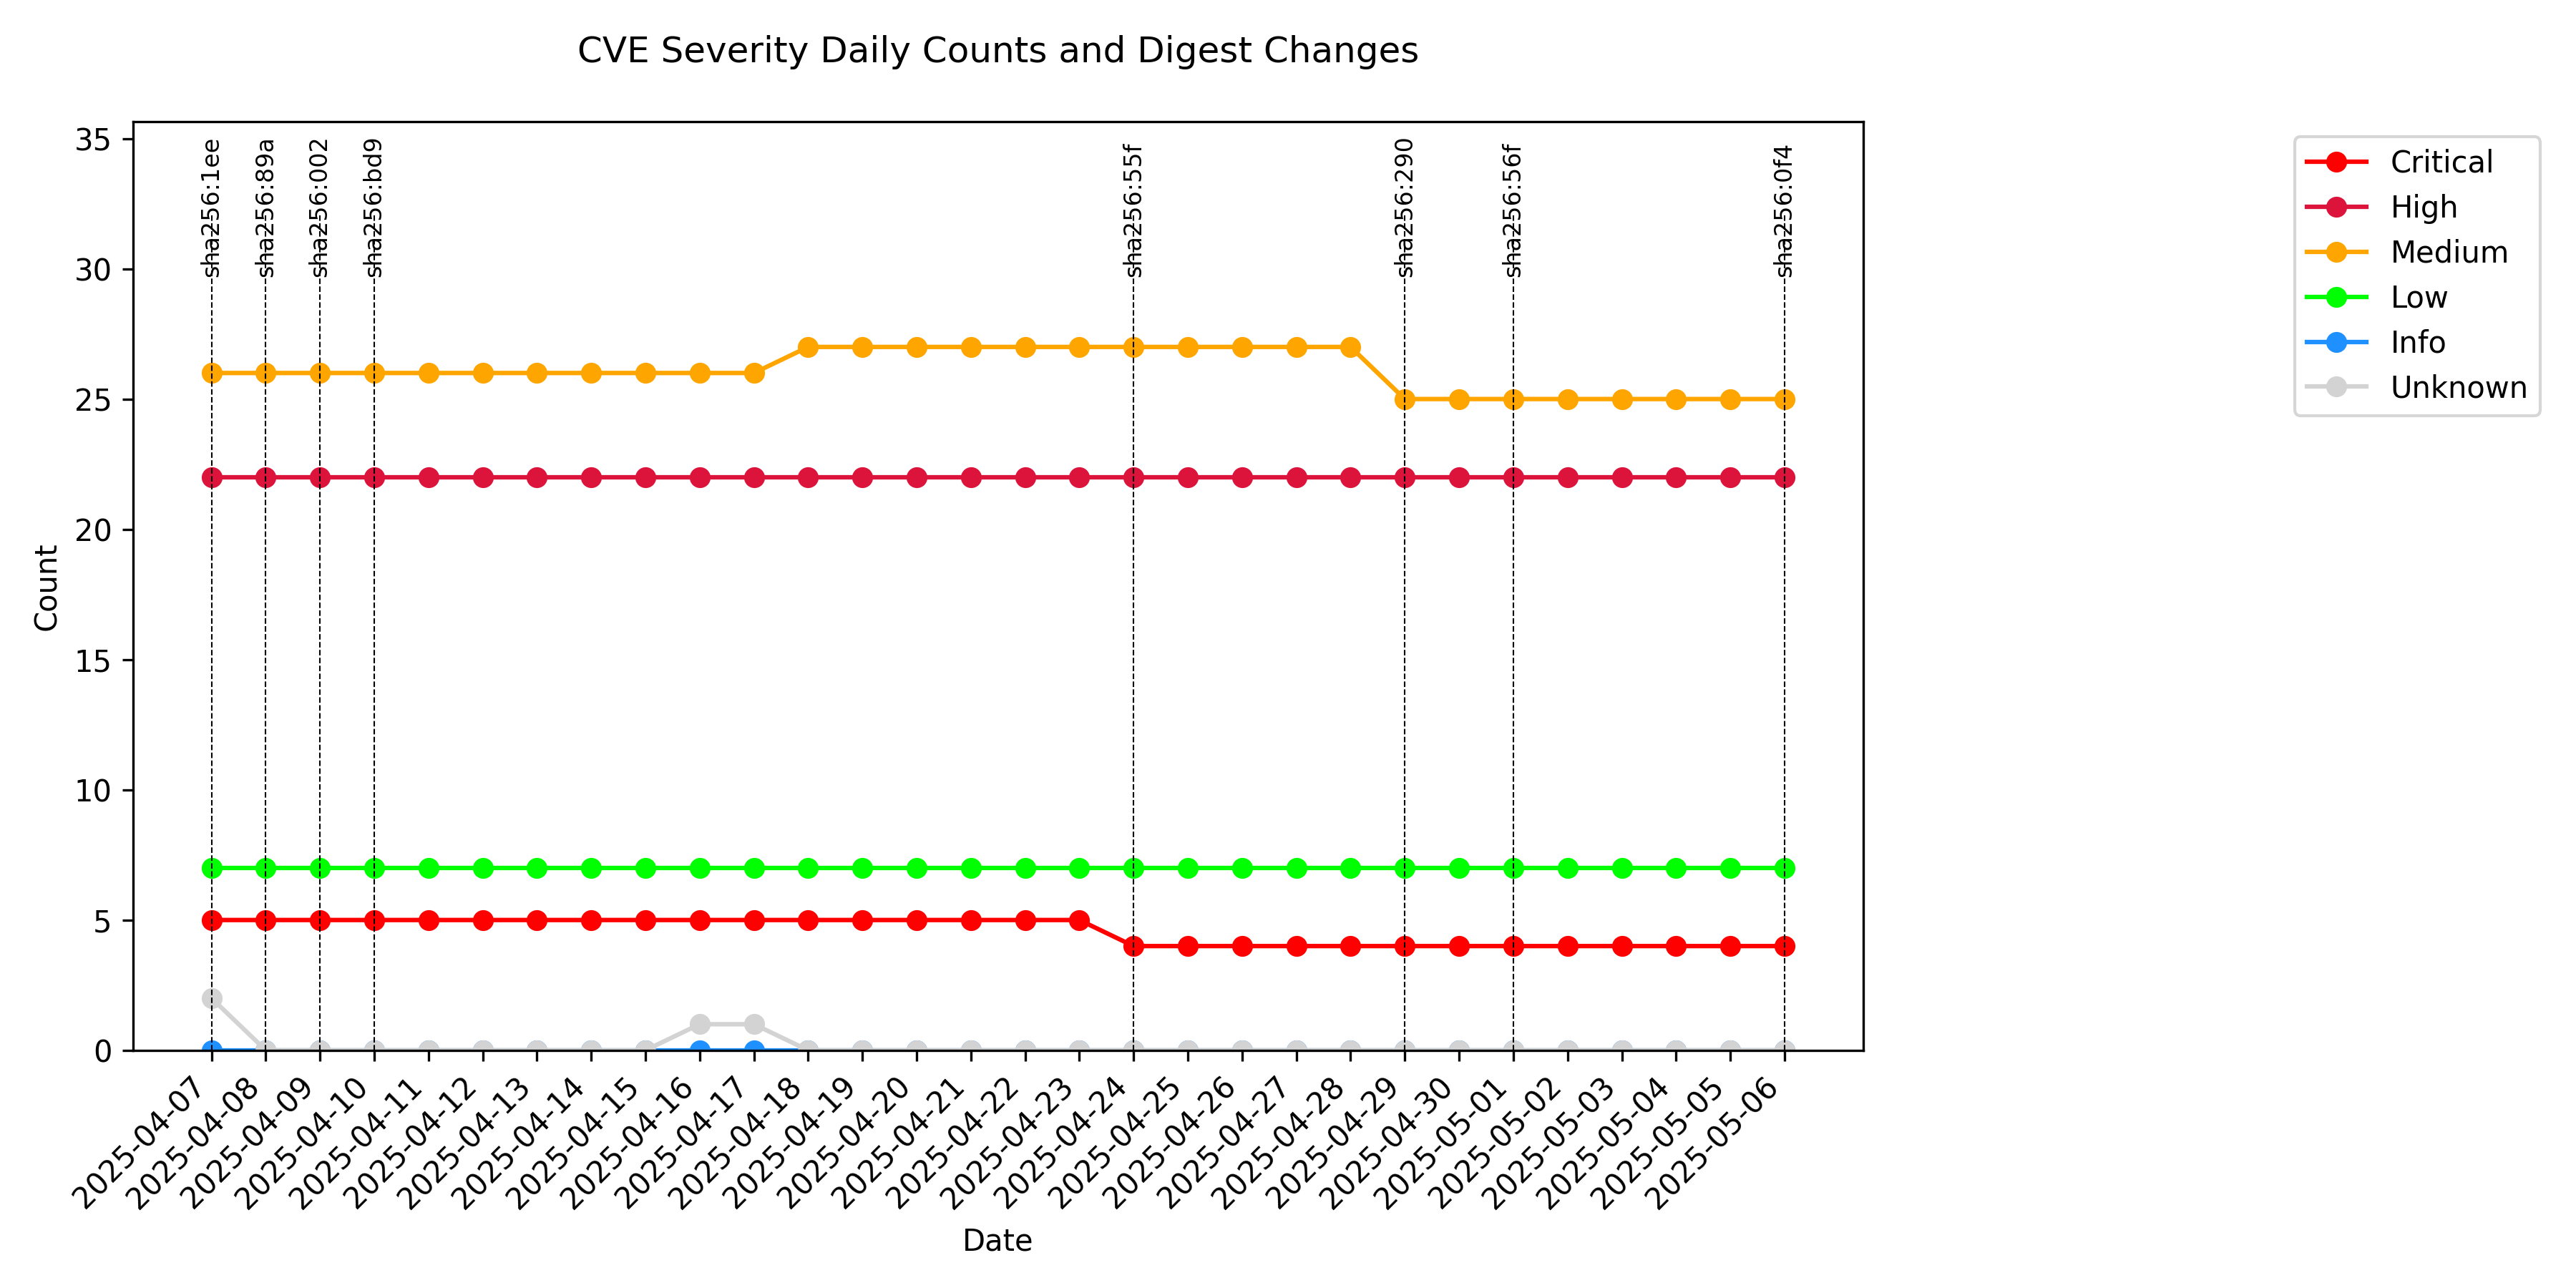 CVE Severity Daily Counts and Digest Changes
35
30
25
20
15
10
5
0
Count
sha256:1ee
sha256:89a
sha256:002
sha256:bd9
sha256:55f
sha256:290
sha256:56f
sha256:0f4
Critical
High
Medium
Low
Info
Unknown
2025-04-07
2025-04-08
2025-04-09
2025-04-10
2025-04-11
2025-04-12
2025-04-13
2025-04-14
2025-04-15
2025-04-16
2025-04-17
2025-04-18
2025-04-19
2025-04-20
2025-04-21
2025-04-22
2025-04-23
2025-04-24
2025-04-25
2025-04-26
2025-04-27
2025-04-28
2025-04-29
2025-04-30
2025-05-01
2025-05-02
2025-05-03
2025-05-04
2025-05-05
2025-05-06
Date